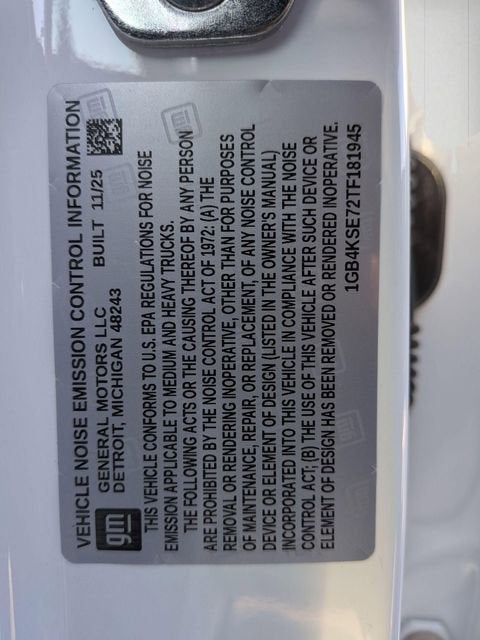 VEHICLE NOISE EMISSION CONTROL INFORMATION
gm
GENERAL MOTORS LLC
DETROIT, MICHIGAN 48243 BUILT 11/25
THIS VEHICLE CONFORMS TO U.S. EPA REGULATIONS FOR NOISE
EMISSION APPLICABLE TO MEDIUM AND HEAVY TRUCKS.
THE FOLLOWING ACTS OR THE CAUSING THEREOF BY ANY PERSON
ARE PROHIBITED BY THE NOISE CONTROL ACT OF 1972: (A) THE
REMOVAL OR RENDERING INOPERATIVE, OTHER THAN FOR PURPOSES
OF MAINTENANCE, REPAIR, OR REPLACEMENT, OF ANY NOISE CONTROL
DEVICE OR ELEMENT OF DESIGN (LISTED IN THE OWNER'S MANUAL)
INCORPORATED INTO THIS VEHICLE IN COMPLIANCE WITH THE NOISE
CONTROL ACT; (B) THE USE OF THIS VEHICLE AFTER SUCH DEVICE OR
ELEMENT OF DESIGN HAS BEEN REMOVED OR RENDERED INOPERATIVE.
1GB4KSE72TF181945